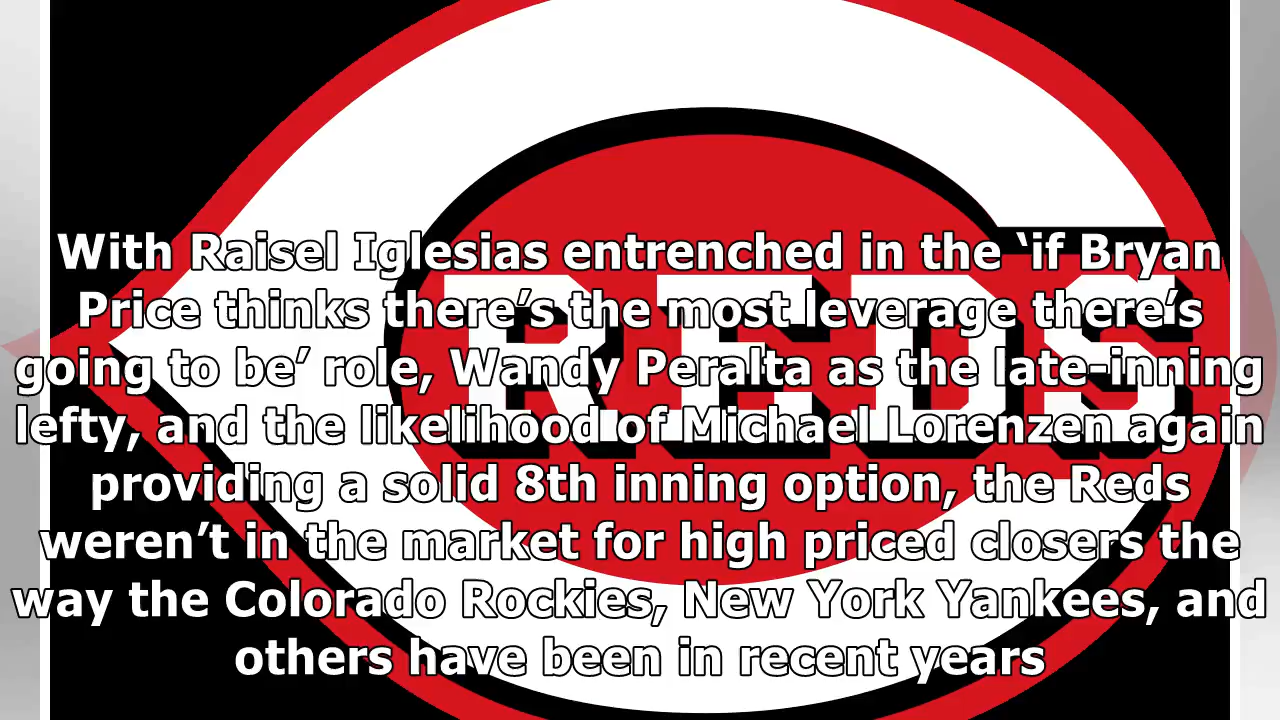 With Raisel Iglesias entrenched in the ‘if Bryan
Price thinks there’s the most leverage there’s
going to be’ role, Wandy Peralta as the late-inning
lefty, and the likelihood of Michael Lorenzen again
providing a solid 8th inning option, the Reds
weren’t in the market for high priced closers the
way the Colorado Rockies, New York Yankees, and
others have been in recent years
REDS